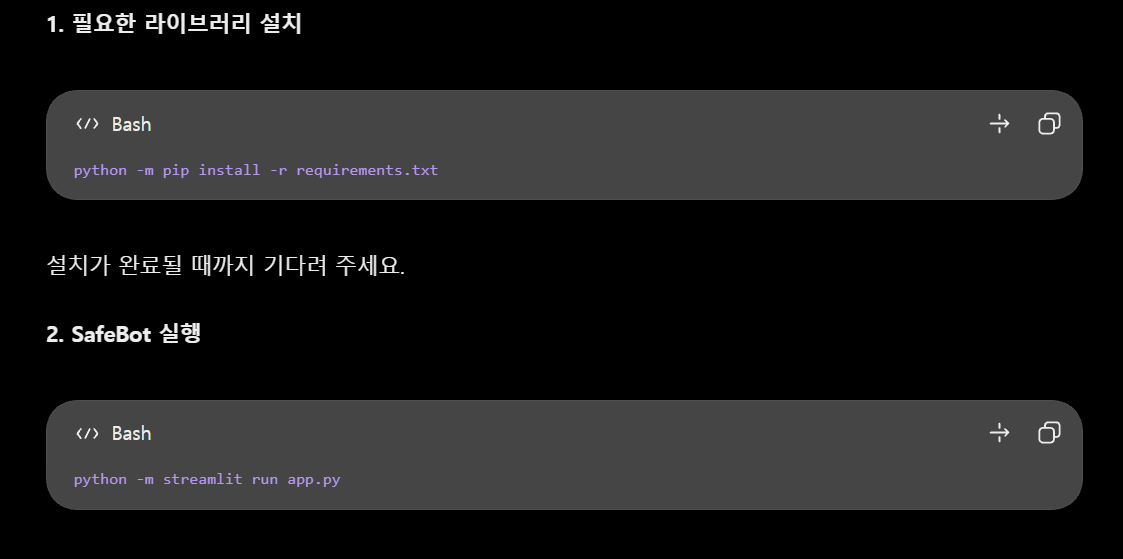 1. 필요한 라이브러리 설치
Bash
python -m pip install -r requirements.txt
설치가 완료될 때까지 기다려 주세요.
2. SafeBot 실행
Bash
python -m streamlit run app.py